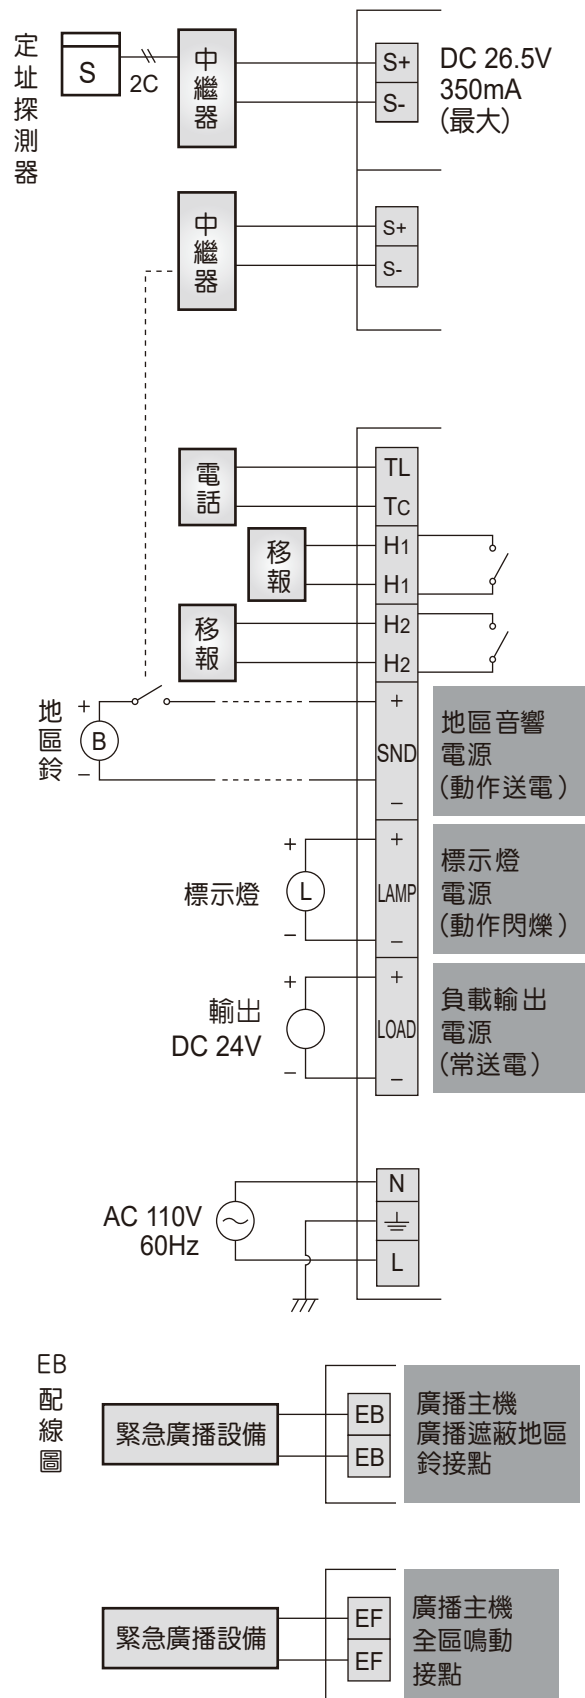 定址探測器
S
2C
中繼器
S+
S-
DC 26.5V
350mA
(最大)
中繼器
S+
S-
電話
TL
TC
移報
H1
H1
移報
H2
H2
地區鈴
+
B
–
+
SND
–
地區音響
電源
(動作送電)
標示燈
+
L
–
+
LAMP
–
標示燈
電源
(動作閃爍)
輸出
DC 24V
+
–
+
LOAD
–
負載輸出
電源
(常送電)
AC 110V
60Hz
N
L
EB配線圖
緊急廣播設備
EB
EB
廣播主機
廣播遮蔽地區
鈴接點
緊急廣播設備
EF
EF
廣播主機
全區鳴動
接點